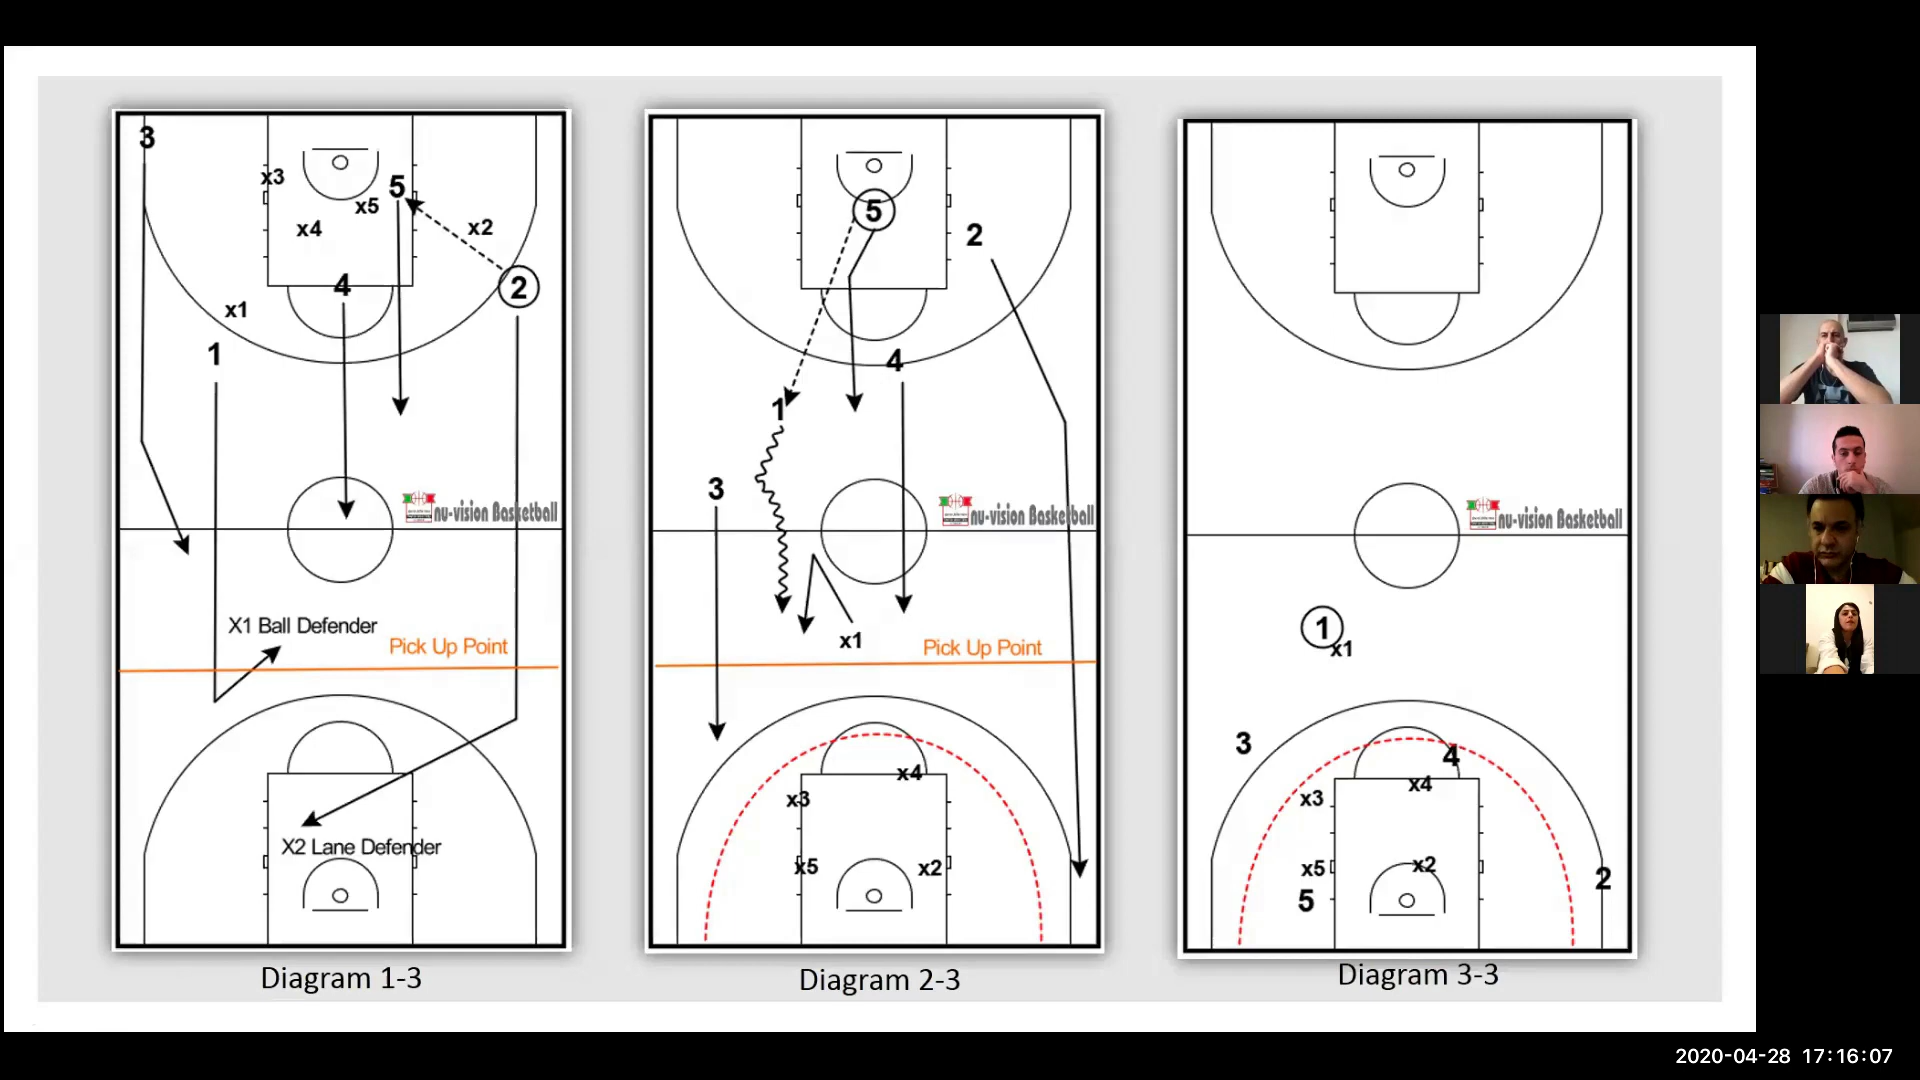 3
x3
5
x5
x4
x2
4
2
x1
1
nu-vision Basketball
X1 Ball Defender
Pick Up Point
X2 Lane Defender
Diagram 1-3
5
2
4
1
3
nu-vision Basketball
x1
Pick Up Point
x4
x3
x5
x2
Diagram 2-3
nu-vision Basketball
1
x1
3
4
x4
x3
x5
x2
5
2
Diagram 3-3
2020-04-28 17:16:07